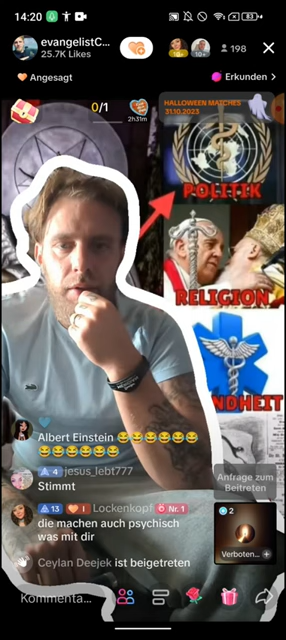 14:20
83
evangelistC...
25.7K Likes
18+
198
Angesagt
Erkunden >
0/1
2h31m
HALLOWEEN MATCHES
31.10.2023
POLITIK
RELIGION
NDHEIT
Albert Einstein 😂😂😂😂😂😂
😂😂😂😂😂😂
4 jesus_lebt777
Stimmt
13 I Lockenkopf Nr. 1
die machen auch psychisch
was mit dir
Ceylan Deejek ist beigetreten
Anfrage zum
Beitreten
2
Verboten... +
Kommenta...